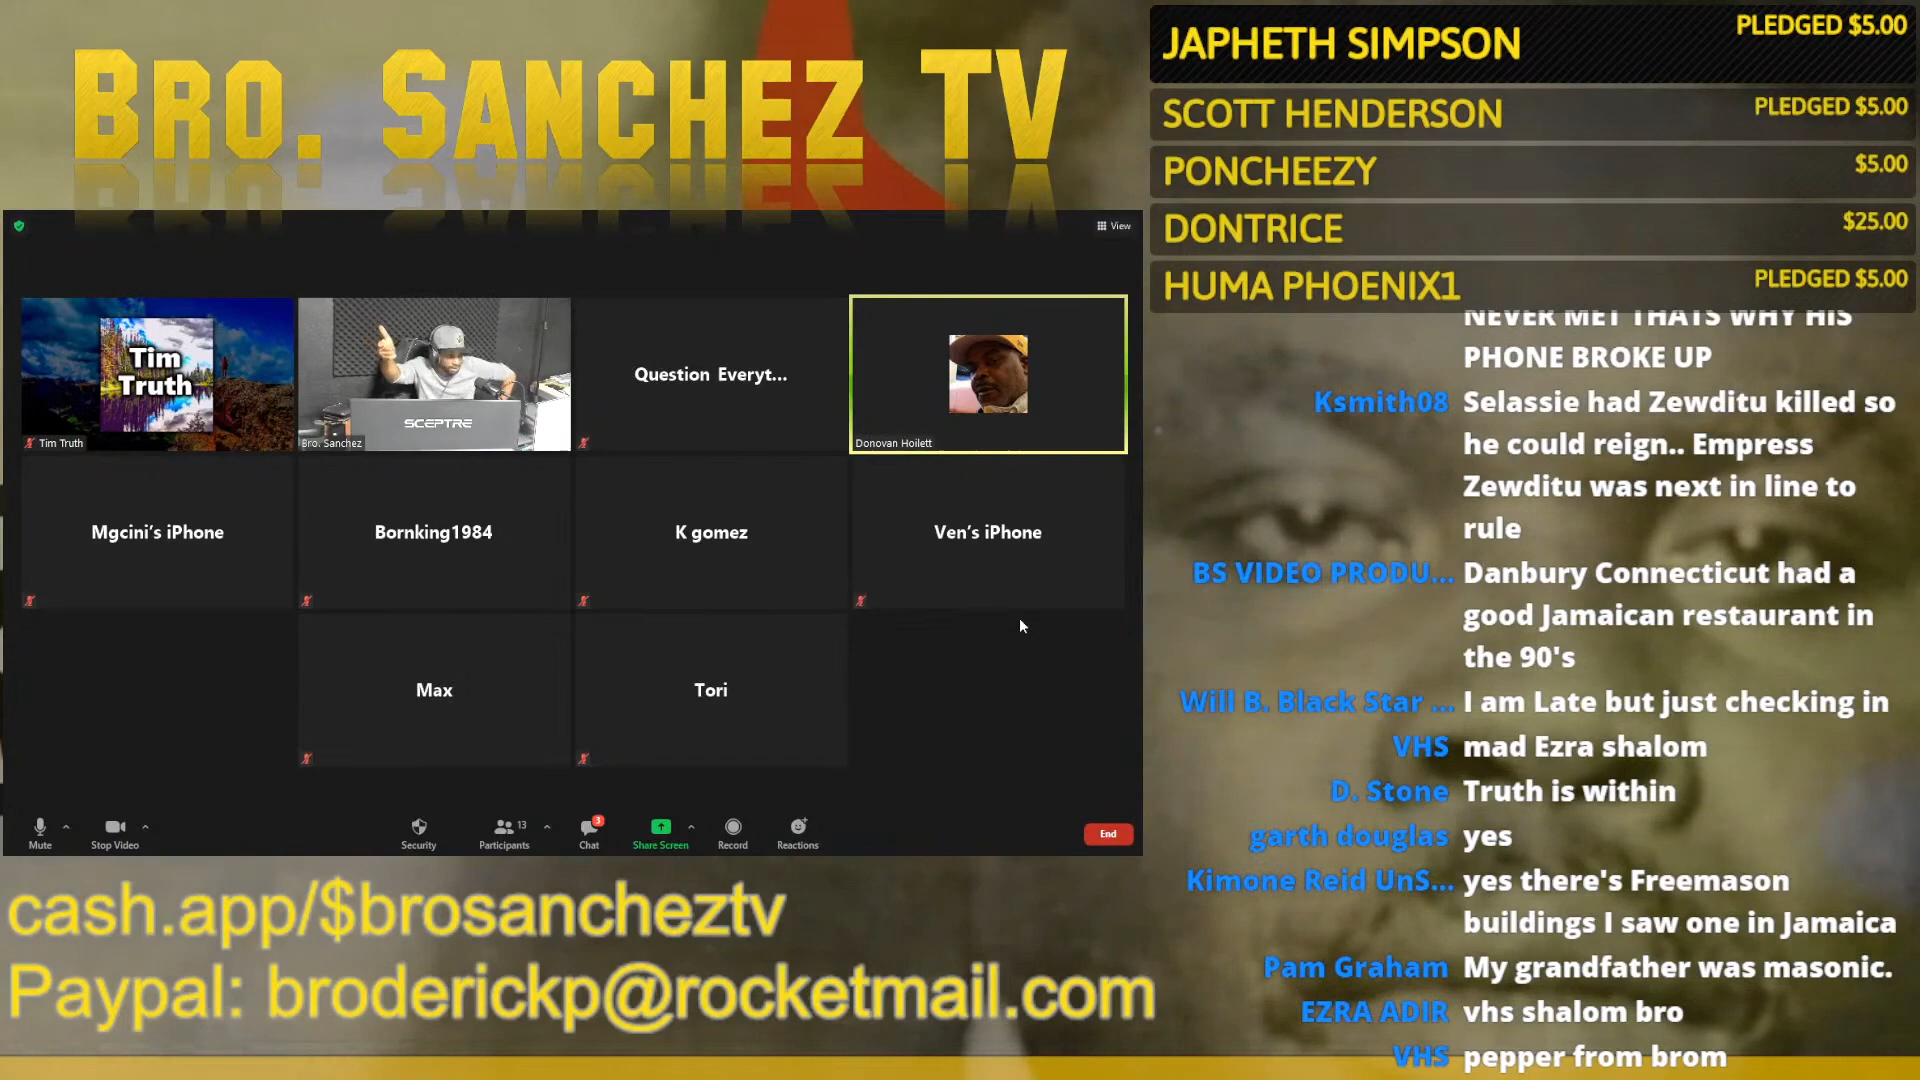 BRO. SANCHEZ TV
JAPHETH SIMPSON PLEDGED $5.00
SCOTT HENDERSON PLEDGED $5.00
PONCHEEZY $5.00
DONTRICE $25.00
HUMA PHOENIX1 PLEDGED $5.00
View
Tim
Truth
Tim Truth
SCEPTRE
Bro. Sanchez
Question Everyt...
Donovan Hoilett
Mgcini's iPhone
Bornking1984
K gomez
Ven's iPhone
Max
Tori
Mute
Stop Video
Security
13
Participants
3
Chat
Share Screen
Record
Reactions
End
NEVER MET THATS WHY HIS
PHONE BROKE UP
Ksmith08 Selassie had Zewditu killed so
he could reign.. Empress
Zewditu was next in line to
rule
BS VIDEO PRODU... Danbury Connecticut had a
good Jamaican restaurant in
the 90's
Will B. Black Star ... I am Late but just checking in
VHS mad Ezra shalom
D. Stone Truth is within
garth douglas yes
Kimone Reid UnS... yes there's Freemason
buildings I saw one in Jamaica
Pam Graham My grandfather was masonic.
EZRA ADIR vhs shalom bro
VHS pepper from brom
cash.app/$brosancheztv
Paypal: broderickp@rocketmail.com